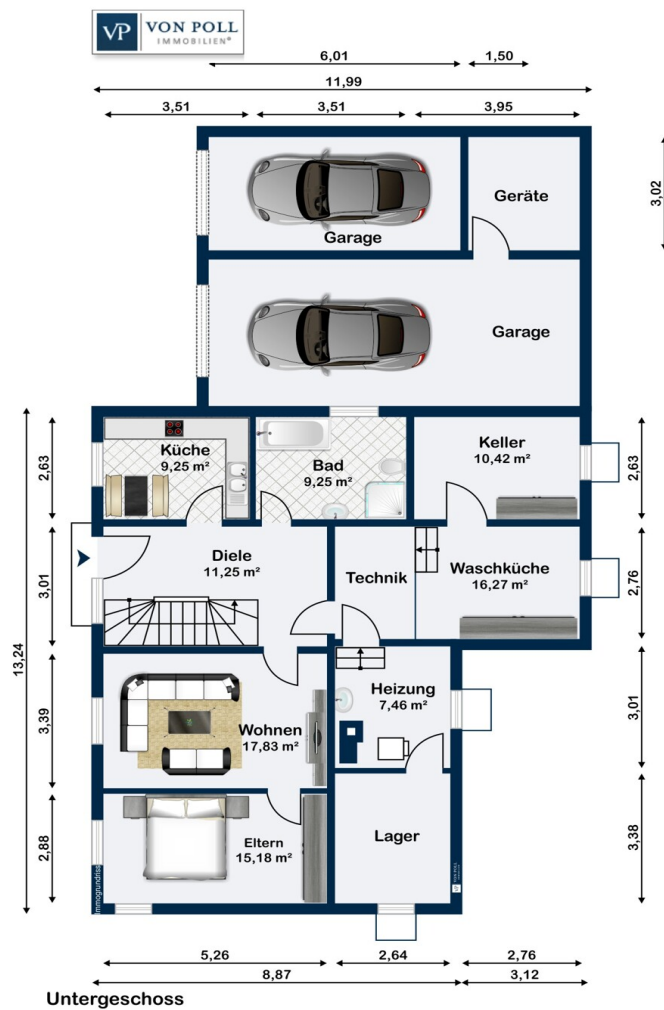 VP VON POLL
IMMOBILIEN®
6,01
1,50
11,99
3,51
3,51
3,95
3,02
Geräte
Garage
Garage
13,24
2,63
Küche
9,25 m²
Bad
9,25 m²
Keller
10,42 m²
2,63
3,01
Diele
11,25 m²
Technik
Waschküche
16,27 m²
2,76
3,39
Wohnen
17,83 m²
Heizung
7,46 m²
3,01
2,88
Eltern
15,18 m²
Lager
3,38
Immogrundriss
VP VON POLL
5,26
2,64
2,76
8,87
3,12
Untergeschoss